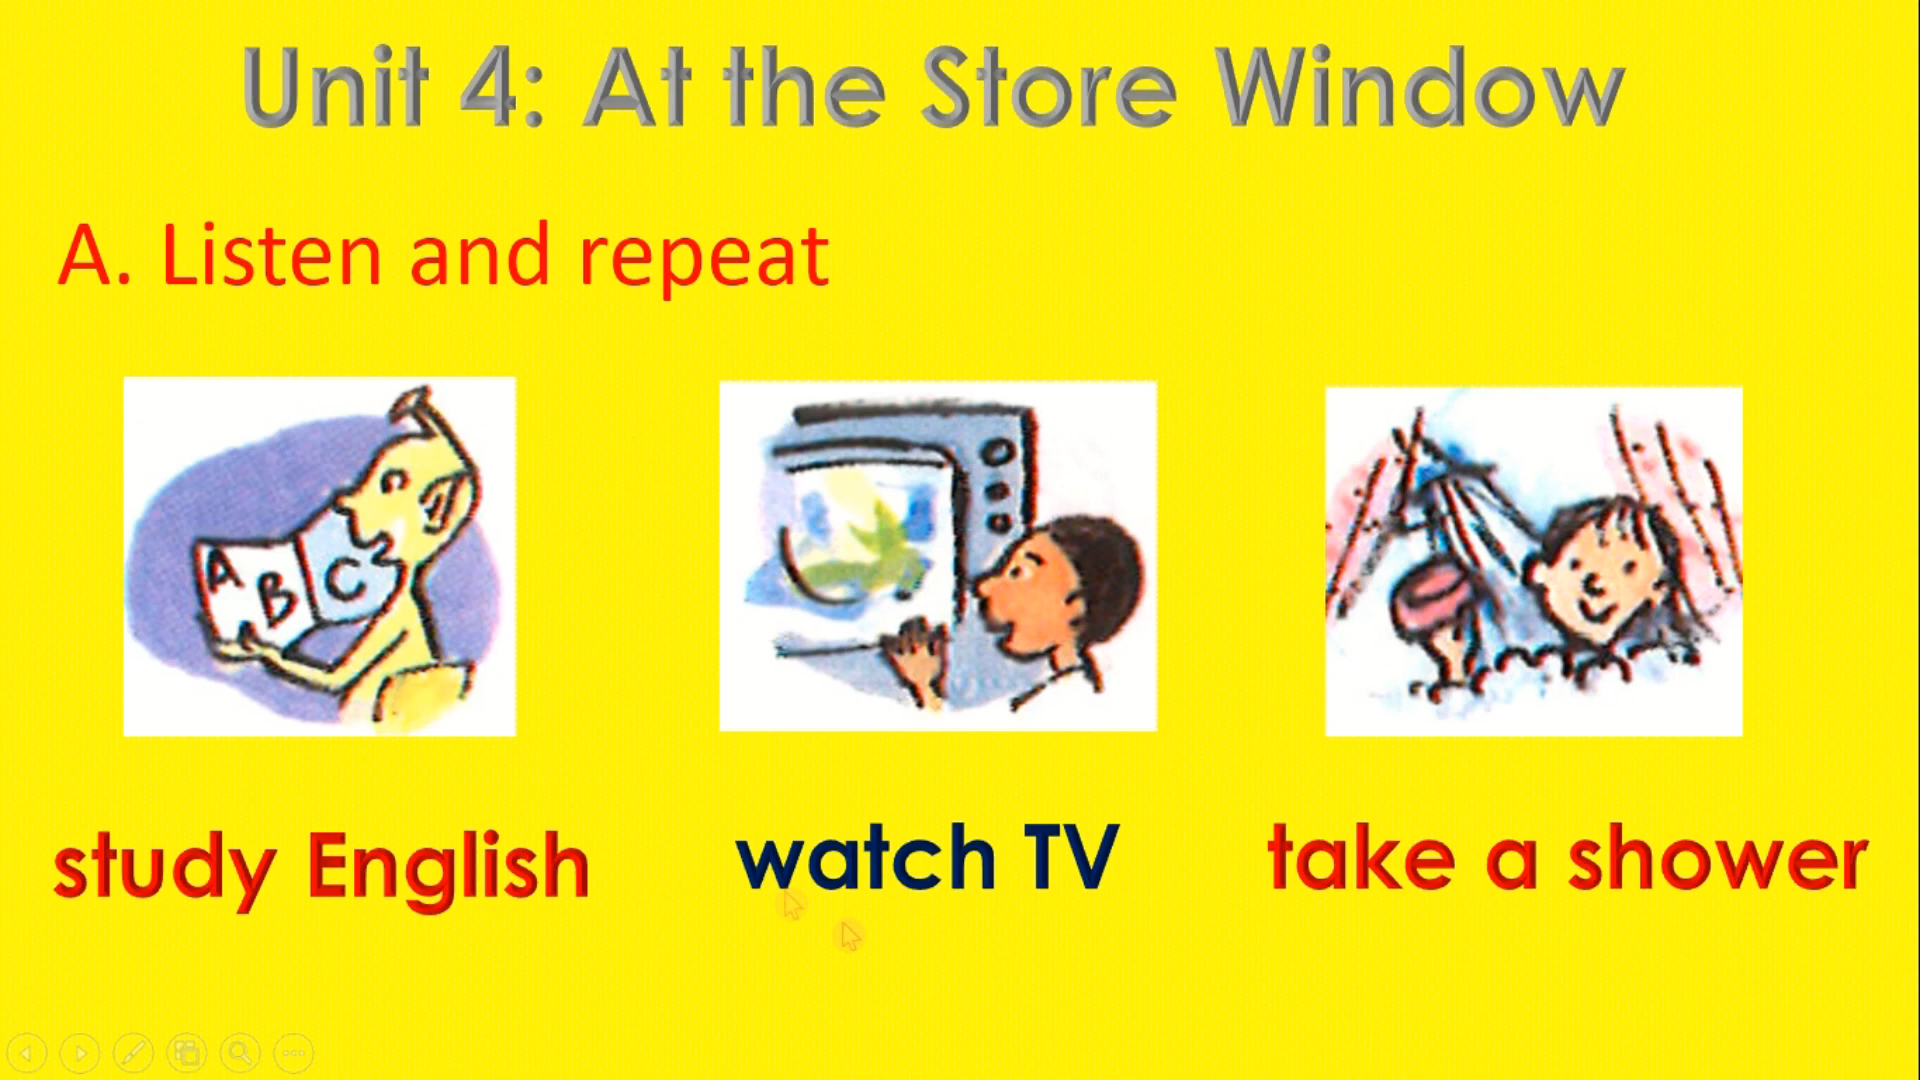 Unit 4: At the Store Window
A. Listen and repeat
A B C
study English
watch TV
take a shower